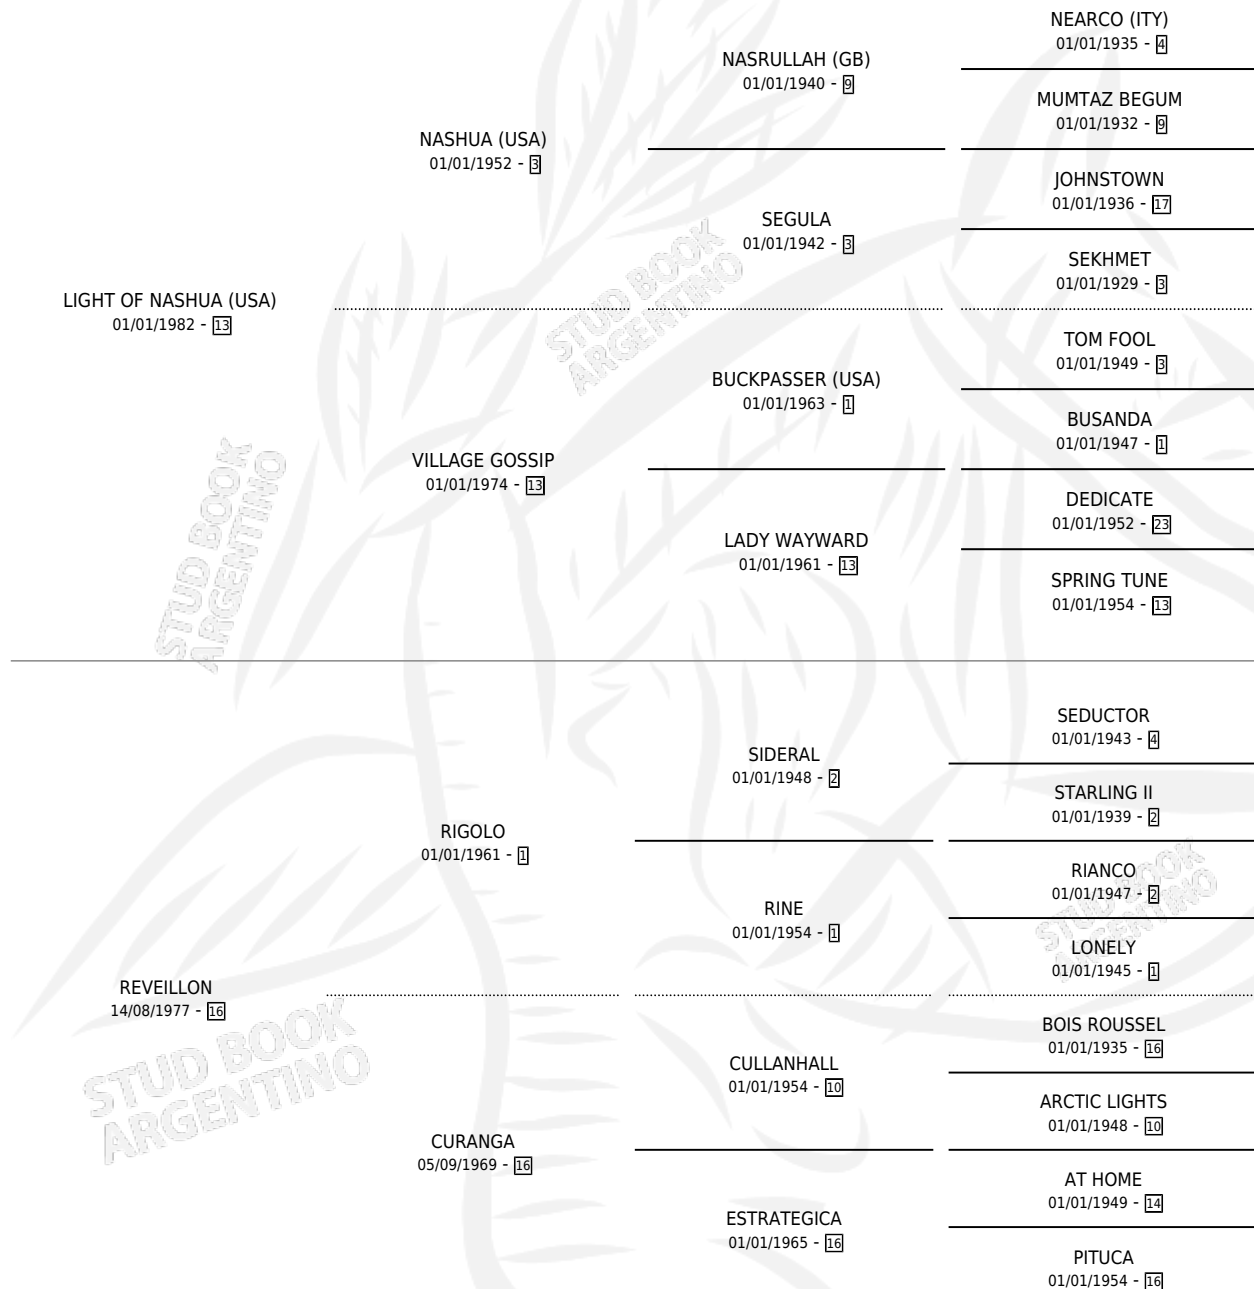 NEARCO (ITY)
01/01/1935 - 4
NASRULLAH (GB)
01/01/1940 - 9
MUMTAZ BEGUM
01/01/1932 - 9
NASHUA (USA)
01/01/1952 - 3
JOHNSTOWN
01/01/1936 - 17
SEGULA
01/01/1942 - 3
SEKHMET
01/01/1929 - 3
LIGHT OF NASHUA (USA)
01/01/1982 - 13
TOM FOOL
01/01/1949 - 3
BUCKPASSER (USA)
01/01/1963 - 1
BUSANDA
01/01/1947 - 1
VILLAGE GOSSIP
01/01/1974 - 13
DEDICATE
01/01/1952 - 23
LADY WAYWARD
01/01/1961 - 13
SPRING TUNE
01/01/1954 - 13
SEDUCTOR
01/01/1943 - 4
SIDERAL
01/01/1948 - 2
STARLING II
01/01/1939 - 2
RIGOLO
01/01/1961 - 1
RIANCO
01/01/1947 - 2
RINE
01/01/1954 - 1
LONELY
01/01/1945 - 1
REVEILLON
14/08/1977 - 16
BOIS ROUSSEL
01/01/1935 - 16
CULLANHALL
01/01/1954 - 10
ARCTIC LIGHTS
01/01/1948 - 10
CURANGA
05/09/1969 - 16
AT HOME
01/01/1949 - 14
ESTRATEGICA
01/01/1965 - 16
PITUCA
01/01/1954 - 16
STUD BOOK
ARGENTINO
STUD BOOK
ARGENTINO
STUD BOOK
ARGENTINO
STUD BOOK
ARGENTINO